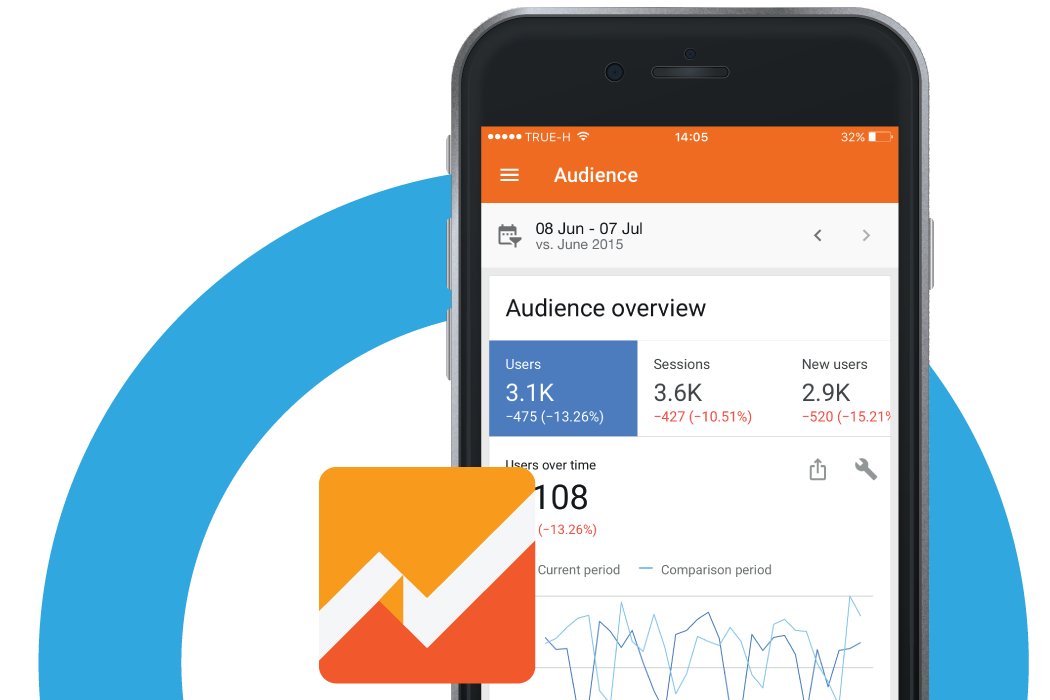 TRUE-H 14:05 32%
Audience
08 Jun - 07 Jul
vs. June 2015
Audience overview
Users Sessions New users
3.1K 3.6K 2.9K
−475 (−13.26%) −427 (−10.51%) −520 (−15.21%
Users over time
108
(−13.26%)
Current period Comparison period